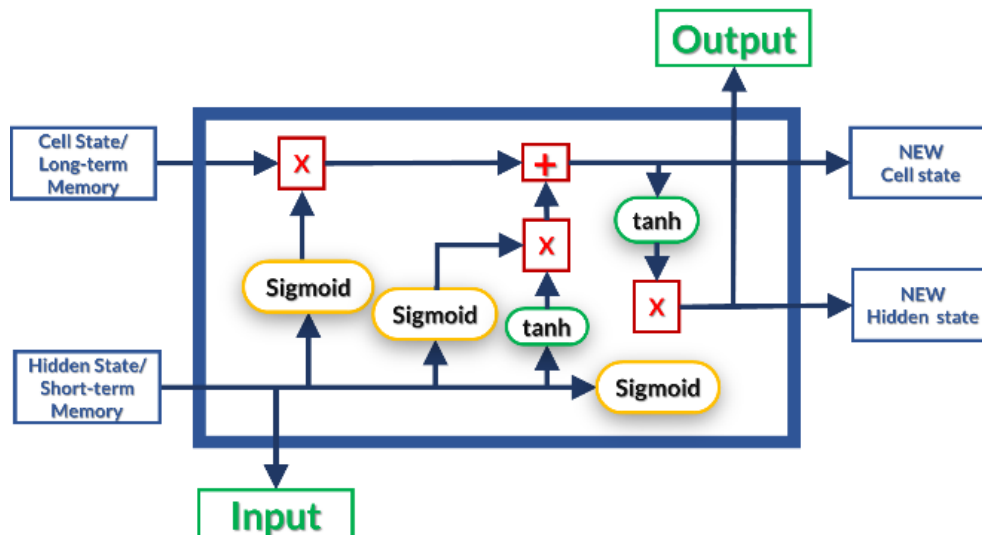 Output
Cell State/
Long-term
Memory
x
+
NEW
Cell state
tanh
x
Sigmoid
Sigmoid
tanh
x
NEW
Hidden state
Hidden State/
Short-term
Memory
Sigmoid
Input